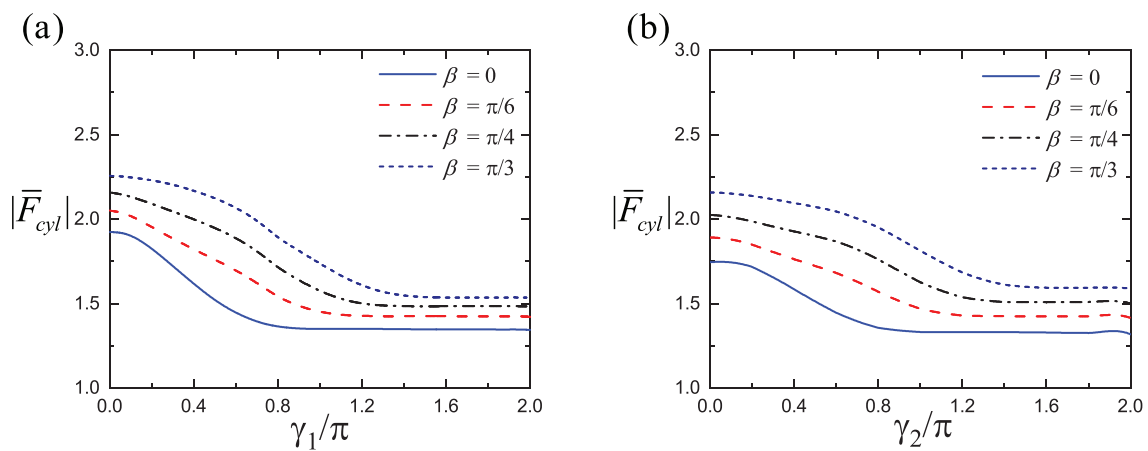 (a)
3.0
2.5
2.0
1.5
1.0
|F̅cyl|
0.0 0.4 0.8 1.2 1.6 2.0
γ1/π
β = 0
β = π/6
β = π/4
β = π/3
(b)
3.0
2.5
2.0
1.5
1.0
|F̅cyl|
0.0 0.4 0.8 1.2 1.6 2.0
γ2/π
β = 0
β = π/6
β = π/4
β = π/3